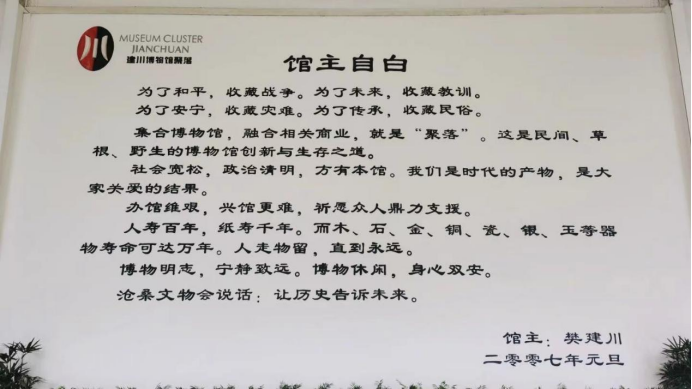 MUSEUM CLUSTER
JIANCHUAN
建川博物馆聚落
馆主自白
为了和平，收藏战争。为了未来，收藏教训。
为了安宁，收藏灾难。为了传承，收藏民俗。
集合博物馆，融合相关商业，就是“聚落”。这是民间、草
根、野生的博物馆创新与生存之道。
社会宽松，政治清明，方有本馆。我们是时代的产物，是大
家关爱的结果。
办馆维艰，兴馆更难，祈愿众人鼎力支援。
人寿百年，纸寿千年。而木、石、金、铜、瓷、银、玉等器
物寿命可达万年。人走物留，直到永远。
博物明志，宁静致远。博物休闲，身心双安。
沧桑文物会说话：让历史告诉未来。
馆主：樊建川
二零零七年元旦